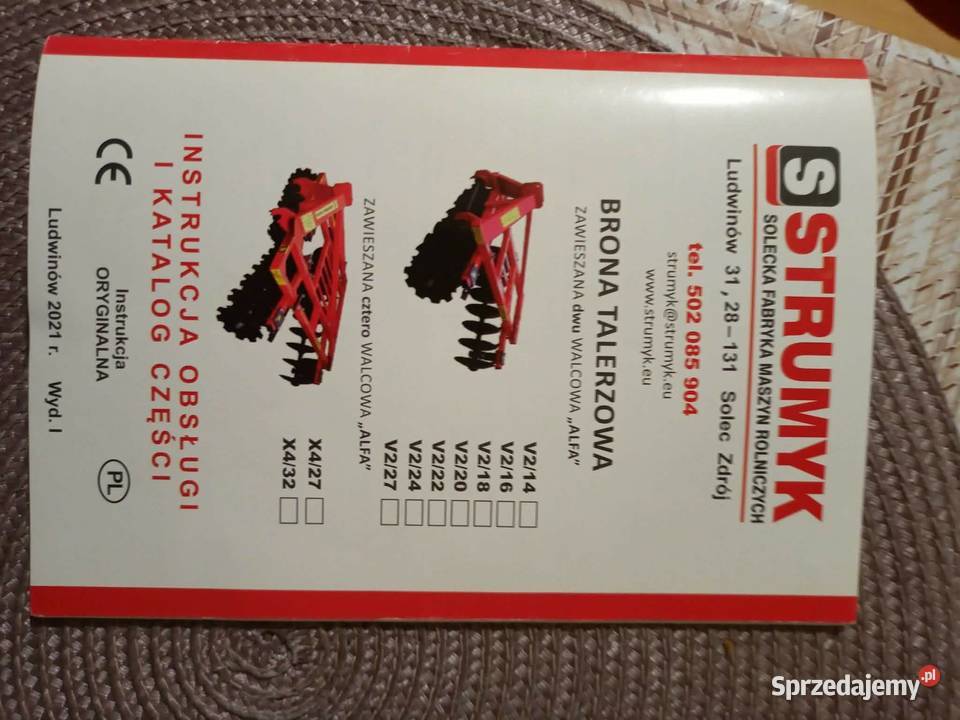 S STRUMYK
SOLECKA FABRYKA MASZYN ROLNICZYCH
Ludwinów 31, 28-131 Solec Zdrój
tel. 502 085 904
strumyk@strumyk.eu
www.strumyk.eu
BRONA TALERZOWA
ZAWIESZANA dwu WALCOWA „ALFA”
V2/14
V2/16
V2/18
V2/20
V2/22
V2/24
V2/27
ZAWIESZANA cztero WALCOWA „ALFA”
X4/27
X4/32
INSTRUKCJA OBSŁUGI
I KATALOG CZĘŚCI
CE
Instrukcja
ORYGINALNA
PL
Ludwinów 2021 r. Wyd. I
Sprzedajemy.pl